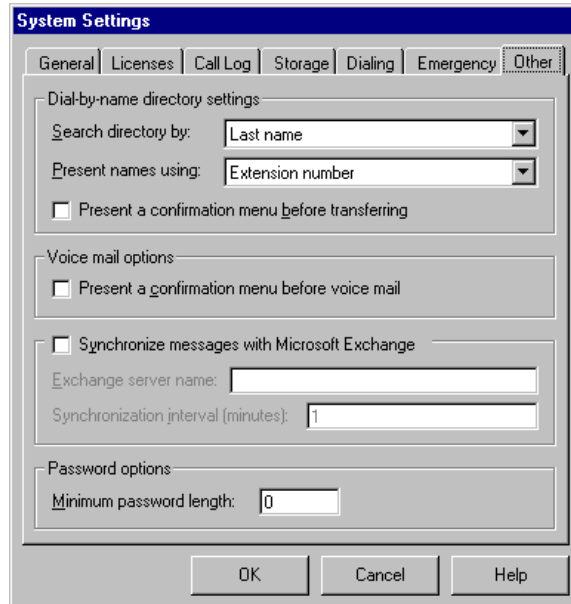 System Settings
General Licenses Call Log Storage Dialing Emergency Other
Dial-by-name directory settings
Search directory by: Last name
Present names using: Extension number
Present a confirmation menu before transferring
Voice mail options
Present a confirmation menu before voice mail
Synchronize messages with Microsoft Exchange
Exchange server name:
Synchronization interval (minutes): 1
Password options
Minimum password length: 0
OK Cancel Help